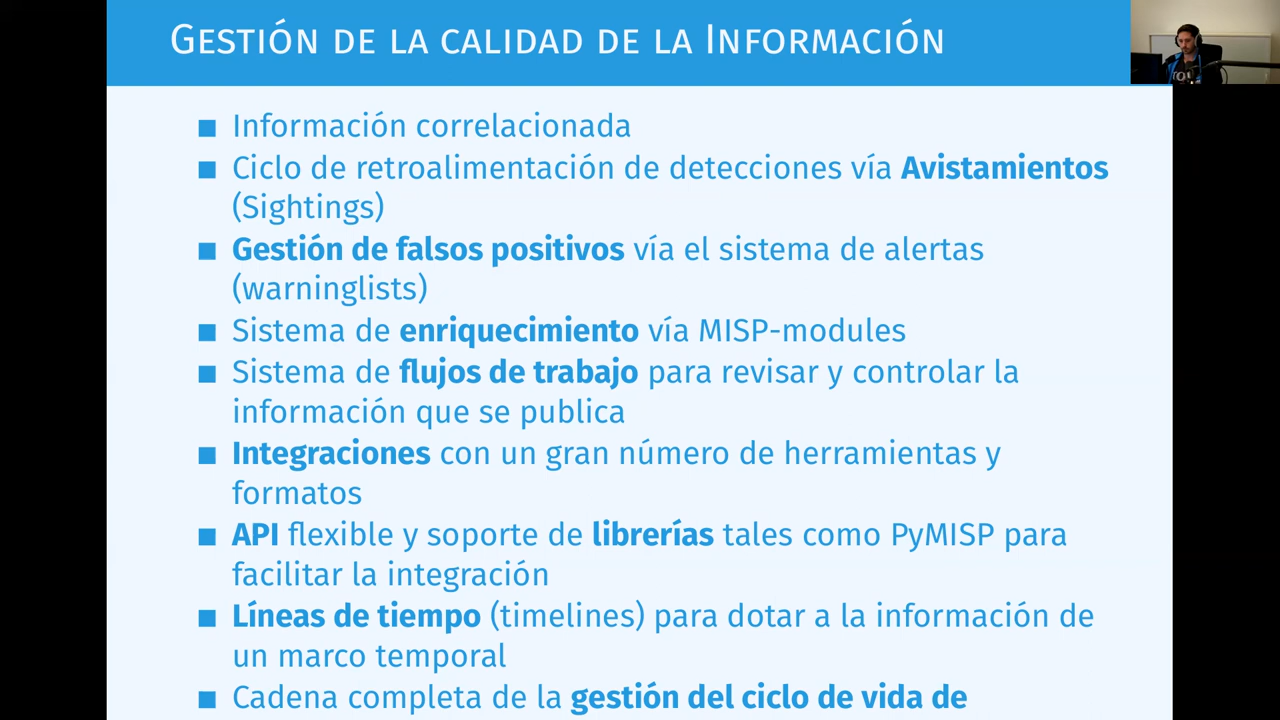 Gestión de la calidad de la Información
■ Información correlacionada
■ Ciclo de retroalimentación de detecciones vía Avistamientos
(Sightings)
■ Gestión de falsos positivos vía el sistema de alertas
(warninglists)
■ Sistema de enriquecimiento vía MISP-modules
■ Sistema de flujos de trabajo para revisar y controlar la
información que se publica
■ Integraciones con un gran número de herramientas y
formatos
■ API flexible y soporte de librerías tales como PyMISP para
facilitar la integración
■ Líneas de tiempo (timelines) para dotar a la información de
un marco temporal
■ Cadena completa de la gestión del ciclo de vida de